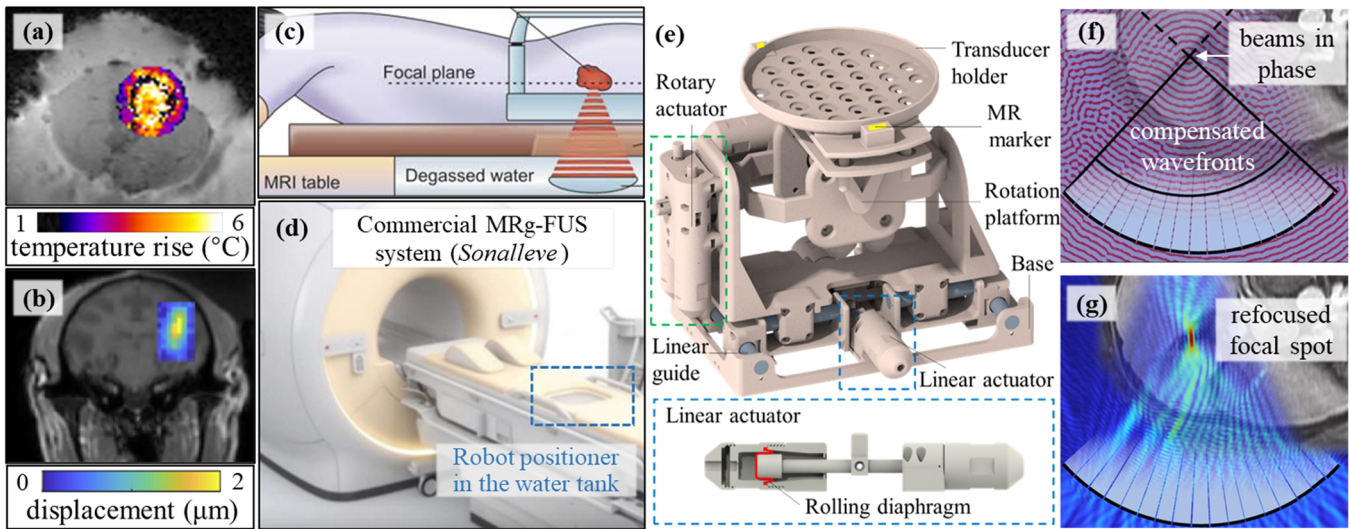 (a)
1
6
temperature rise (°C)
(b)
0
2
displacement (μm)
(c)
Focal plane
MRI table
Degassed water
(d)
Commercial MRg-FUS
system (Sonalleve)
Robot positioner
in the water tank
(e)
Transducer
holder
Rotary
actuator
MR
marker
Rotation
platform
Base
Linear
guide
Linear actuator
Linear actuator
Rolling diaphragm
(f)
beams in
phase
compensated
wavefronts
(g)
refocused
focal spot